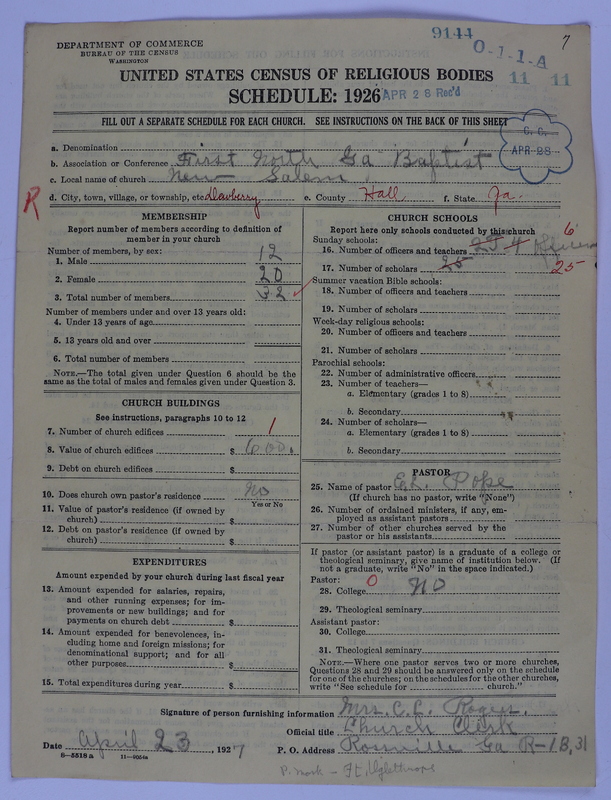 9144
O-1-1-A
7
11 11
DEPARTMENT OF COMMERCE
BUREAU OF THE CENSUS
WASHINGTON
UNITED STATES CENSUS OF RELIGIOUS BODIES
SCHEDULE: 1926
APR 28 Rec'd
FILL OUT A SEPARATE SCHEDULE FOR EACH CHURCH. SEE INSTRUCTIONS ON THE BACK OF THIS SHEET
C. C.
APR 28
a. Denomination
b. Association or Conference First North Ga Baptist
c. Local name of church New Salem
R
d. City, town, village, or township, etc. e. County Hall f. State Ga.
MEMBERSHIP
Report number of members according to definition of
member in your church
Number of members, by sex:
1. Male 12
2. Female 20
3. Total number of members 32
Number of members under and over 13 years old:
4. Under 13 years of age
5. 13 years old and over
6. Total number of members
NOTE.—The total given under Question 6 should be the
same as the total of males and females given under Question 3.
CHURCH BUILDINGS
See instructions, paragraphs 10 to 12
7. Number of church edifices 1
8. Value of church edifices $ 600.
9. Debt on church edifices $
10. Does church own pastor's residence No
Yes or No
11. Value of pastor's residence (if owned by
church) $
12. Debt on pastor's residence (if owned by
church) $
EXPENDITURES
Amount expended by your church during last fiscal year
13. Amount expended for salaries, repairs,
and other running expenses; for im-
provements or new buildings; and for
payments on church debt $
14. Amount expended for benevolences, in-
cluding home and foreign missions; for
denominational support; and for all
other purposes $
15. Total expenditures during year $
CHURCH SCHOOLS
Report here only schools conducted by this church
Sunday schools:
16. Number of officers and teachers 25 4 6
17. Number of scholars 25 25
Summer vacation Bible schools:
18. Number of officers and teachers
19. Number of scholars
Week-day religious schools:
20. Number of officers and teachers
21. Number of scholars
Parochial schools:
22. Number of administrative officers
23. Number of teachers—
a. Elementary (grades 1 to 8)
b. Secondary
24. Number of scholars—
a. Elementary (grades 1 to 8)
b. Secondary
PASTOR
25. Name of pastor E.L. Pope
(If church has no pastor, write "None")
26. Number of ordained ministers, if any, em-
ployed as assistant pastors
27. Number of other churches served by the
pastor or his assistants
If pastor (or assistant pastor) is a graduate of a college or
theological seminary, give name of institution below. (If
not a graduate, write "No" in the space indicated.)
Pastor: O
28. College No
29. Theological seminary
Assistant pastor:
30. College
31. Theological seminary
NOTE.—Where one pastor serves two or more churches,
Questions 28 and 29 should be answered only on the schedule
for one of the churches; on the schedules for the other churches,
write "See schedule for church."
Signature of person furnishing information Mrs. C. C.
Official title Church Clerk
Date April 23, 1927 P. O. Address Rossville Ga R-1 B, 31
8—5518 a 11—9054a
P. mark - Ft. Oglethorpe